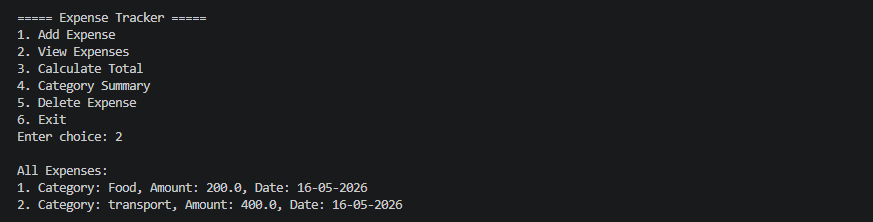 ===== Expense Tracker =====
1. Add Expense
2. View Expenses
3. Calculate Total
4. Category Summary
5. Delete Expense
6. Exit
Enter choice: 2
All Expenses:
1. Category: Food, Amount: 200.0, Date: 16-05-2026
2. Category: transport, Amount: 400.0, Date: 16-05-2026